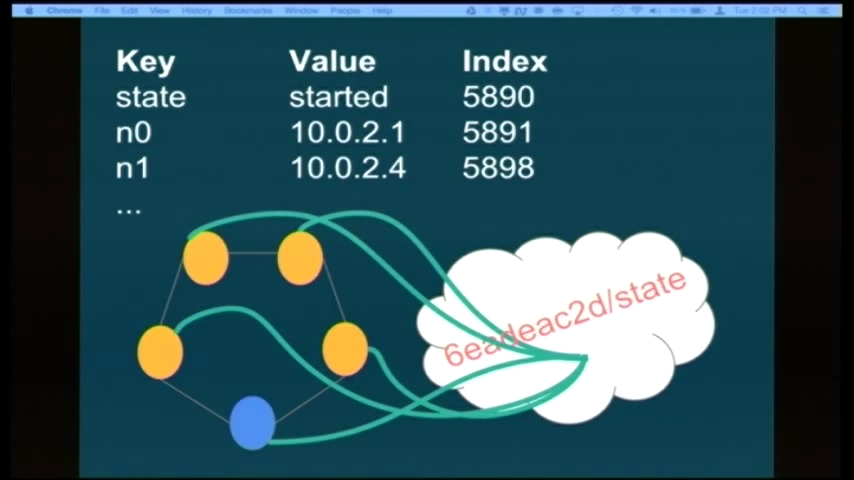 Chrome File Edit View History Bookmarks Window People Help Tue 2:02 PM
Key Value Index
state started 5890
n0 10.0.2.1 5891
n1 10.0.2.4 5898
...
6eadeac2d/state